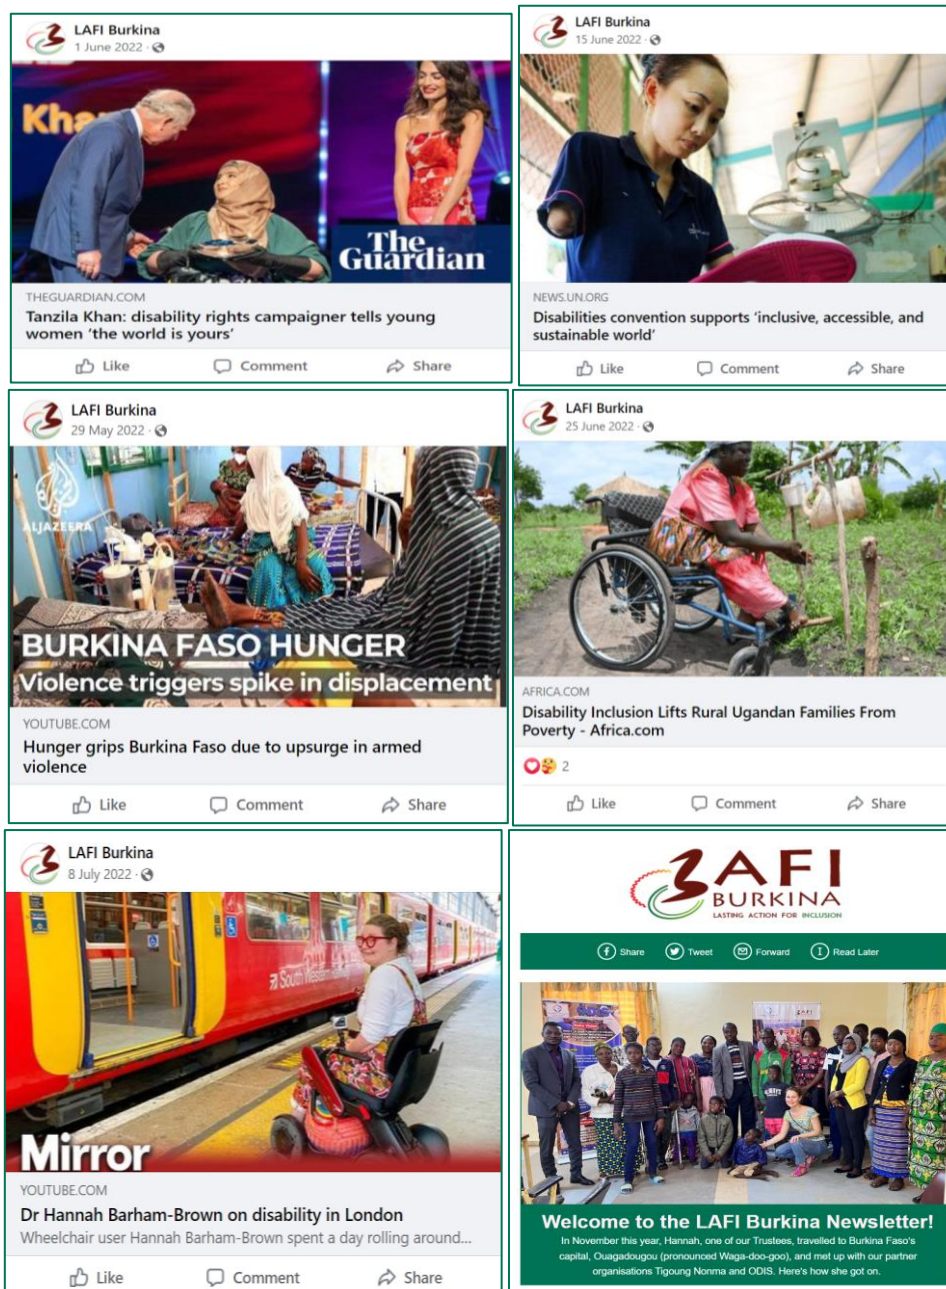 LAFI Burkina
1 June 2022
Kha
The
Guardian
THEGUARDIAN.COM
Tanzila Khan: disability rights campaigner tells young
women ‘the world is yours’
Like Comment Share
LAFI Burkina
15 June 2022
NEWS.UN.ORG
Disabilities convention supports ‘inclusive, accessible, and
sustainable world’
Like Comment Share
LAFI Burkina
29 May 2022
ALJAZEERA
BURKINA FASO HUNGER
Violence triggers spike in displacement
YOUTUBE.COM
Hunger grips Burkina Faso due to upsurge in armed
violence
Like Comment Share
LAFI Burkina
25 June 2022
AFRICA.COM
Disability Inclusion Lifts Rural Ugandan Families From
Poverty - Africa.com
2
Like Comment Share
LAFI Burkina
8 July 2022
South Western
Mirror
YOUTUBE.COM
Dr Hannah Barham-Brown on disability in London
Wheelchair user Hannah Barham-Brown spent a day rolling around...
Like Comment Share
LAFI
BURKINA
LASTING ACTION FOR INCLUSION
Share Tweet Forward Read Later
Welcome to the LAFI Burkina Newsletter!
In November this year, Hannah, one of our Trustees, travelled to Burkina Faso's
capital, Ouagadougou (pronounced Waga-doo-goo), and met up with our partner
organisations Tigoung Nonma and ODIS. Here's how she got on.